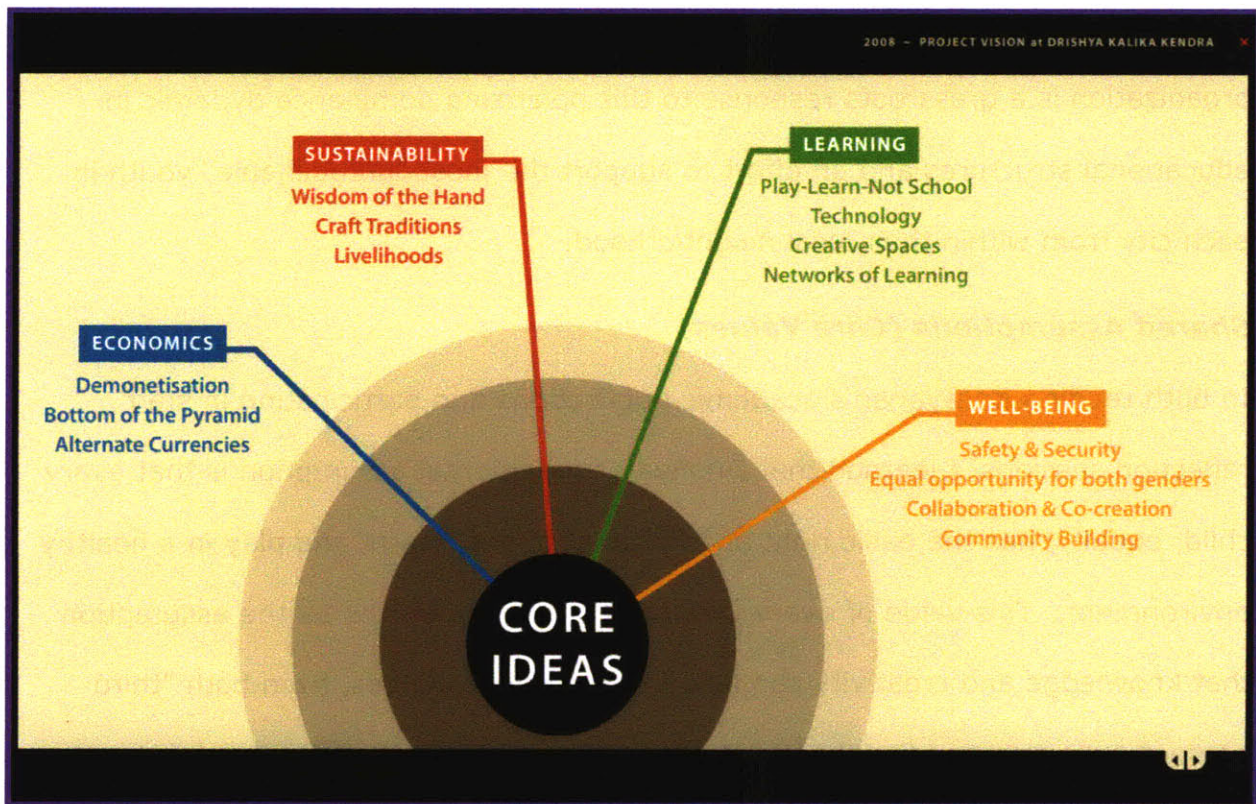 2008 – PROJECT VISION at DRISHYA KALIKA KENDRA ×
SUSTAINABILITY
Wisdom of the Hand
Craft Traditions
Livelihoods
LEARNING
Play-Learn-Not School
Technology
Creative Spaces
Networks of Learning
ECONOMICS
Demonetisation
Bottom of the Pyramid
Alternate Currencies
WELL-BEING
Safety & Security
Equal opportunity for both genders
Collaboration & Co-creation
Community Building
CORE
IDEAS